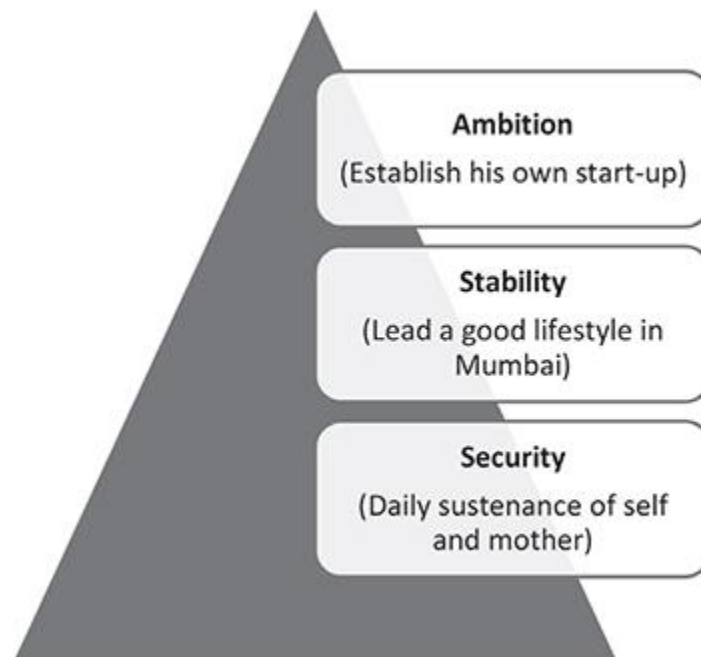 Ambition
(Establish his own start-up)
Stability
(Lead a good lifestyle in
Mumbai)
Security
(Daily sustenance of self
and mother)